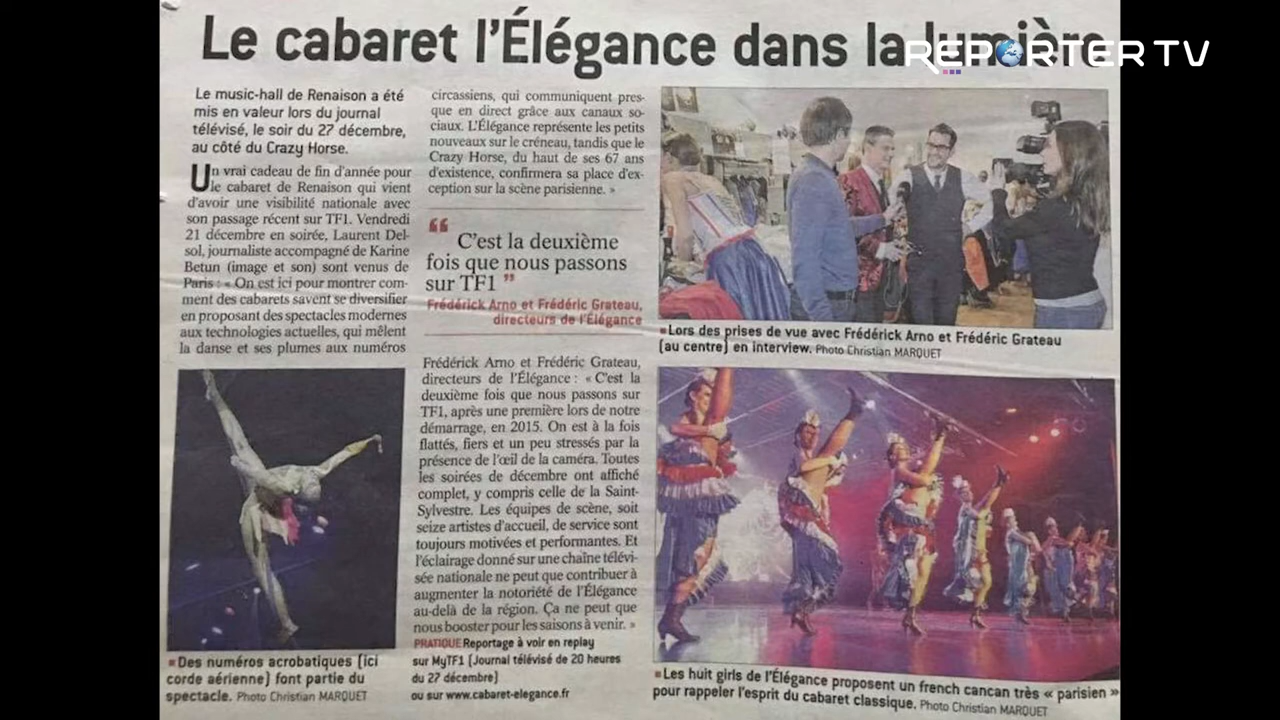 Le cabaret l'Élégance dans la lumière
REPORTER TV
Le music-hall de Renaison a été
mis en valeur lors du journal
télévisé, le soir du 27 décembre,
au côté du Crazy Horse.
Un vrai cadeau de fin d'année pour
le cabaret de Renaison qui vient
d'avoir une visibilité nationale avec
son passage récent sur TF1. Vendredi
21 décembre en soirée, Laurent Del-
sol, journaliste accompagné de Karine
Betun (image et son) sont venus de
Paris : « On est ici pour montrer com-
ment des cabarets savent se diversifier
en proposant des spectacles modernes
aux technologies actuelles, qui mêlent
la danse et ses plumes aux numéros
circassiens, qui communiquent pres-
que en direct grâce aux canaux so-
ciaux. L'Élégance représente les petits
nouveaux sur le créneau, tandis que le
Crazy Horse, du haut de ses 67 ans
d'existence, confirmera sa place d'ex-
ception sur la scène parisienne. »
“ C'est la deuxième
fois que nous passons
sur TF1 ”
Frédérick Arno et Frédéric Grateau,
directeurs de l'Élégance
Frédérick Arno et Frédéric Grateau,
directeurs de l'Élégance : « C'est la
deuxième fois que nous passons sur
TF1, après une première lors de notre
démarrage, en 2015. On est à la fois
flattés, fiers et un peu stressés par la
présence de l'œil de la caméra. Toutes
les soirées de décembre ont affiché
complet, y compris celle de la Saint-
Sylvestre. Les équipes de scène, soit
seize artistes d'accueil, de service sont
toujours motivées et performantes. Et
l'éclairage donné sur une chaîne télévi-
sée nationale ne peut que contribuer à
augmenter la notoriété de l'Élégance
au-delà de la région. Ça ne peut que
nous booster pour les saisons à venir. »
PRATIQUE Reportage à voir en replay
sur MyTF1 (Journal télévisé de 20 heures
du 27 décembre)
ou sur www.cabaret-elegance.fr
Lors des prises de vue avec Frédérick Arno et Frédéric Grateau
(au centre) en interview. Photo Christian MARQUET
Des numéros acrobatiques (ici
corde aérienne) font partie du
spectacle. Photo Christian MARQUET
Les huit girls de l'Élégance proposent un french cancan très « parisien »
pour rappeler l'esprit du cabaret classique. Photo Christian MARQUET